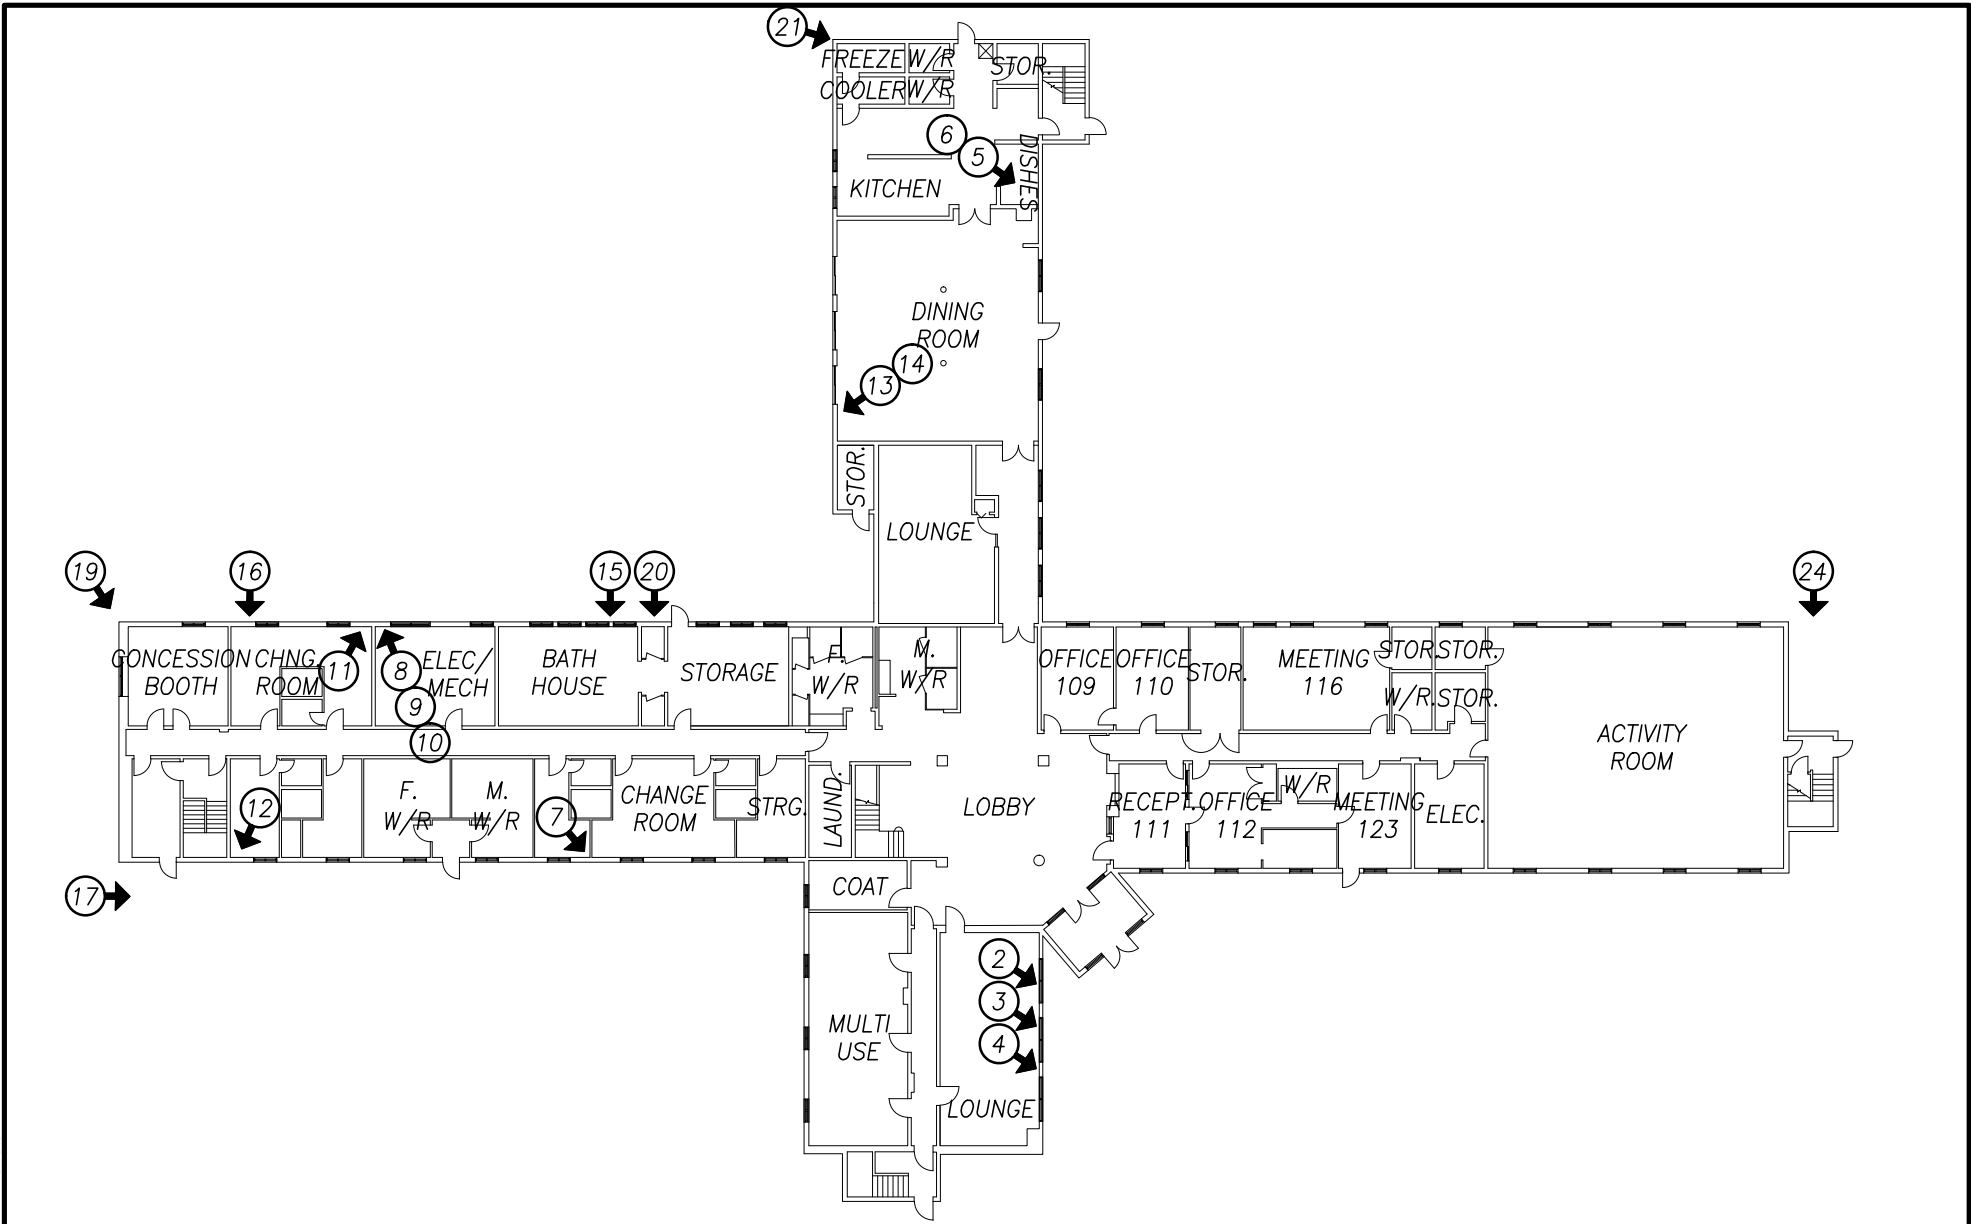 21
FREEZE W/R
STOR.
COOLER W/R
6
5
DISHES
KITCHEN
DINING
ROOM
14
13
STOR.
LOUNGE
19
16
15
20
24
CONCESSION
BOOTH
CHNG.
ROOM
11
8
9
10
ELEC/
MECH
BATH
HOUSE
STORAGE
F.
W/R
M.
W/R
OFFICE
109
OFFICE
110
STOR.
MEETING
116
STOR.
STOR.
W/R.
STOR.
ACTIVITY
ROOM
12
F.
W/R
M.
W/R
7
CHANGE
ROOM
STRG.
LAUND.
LOBBY
RECEPT.
111
OFFICE
112
W/R
MEETING
123
ELEC.
17
COAT
2
3
4
MULTI
USE
LOUNGE